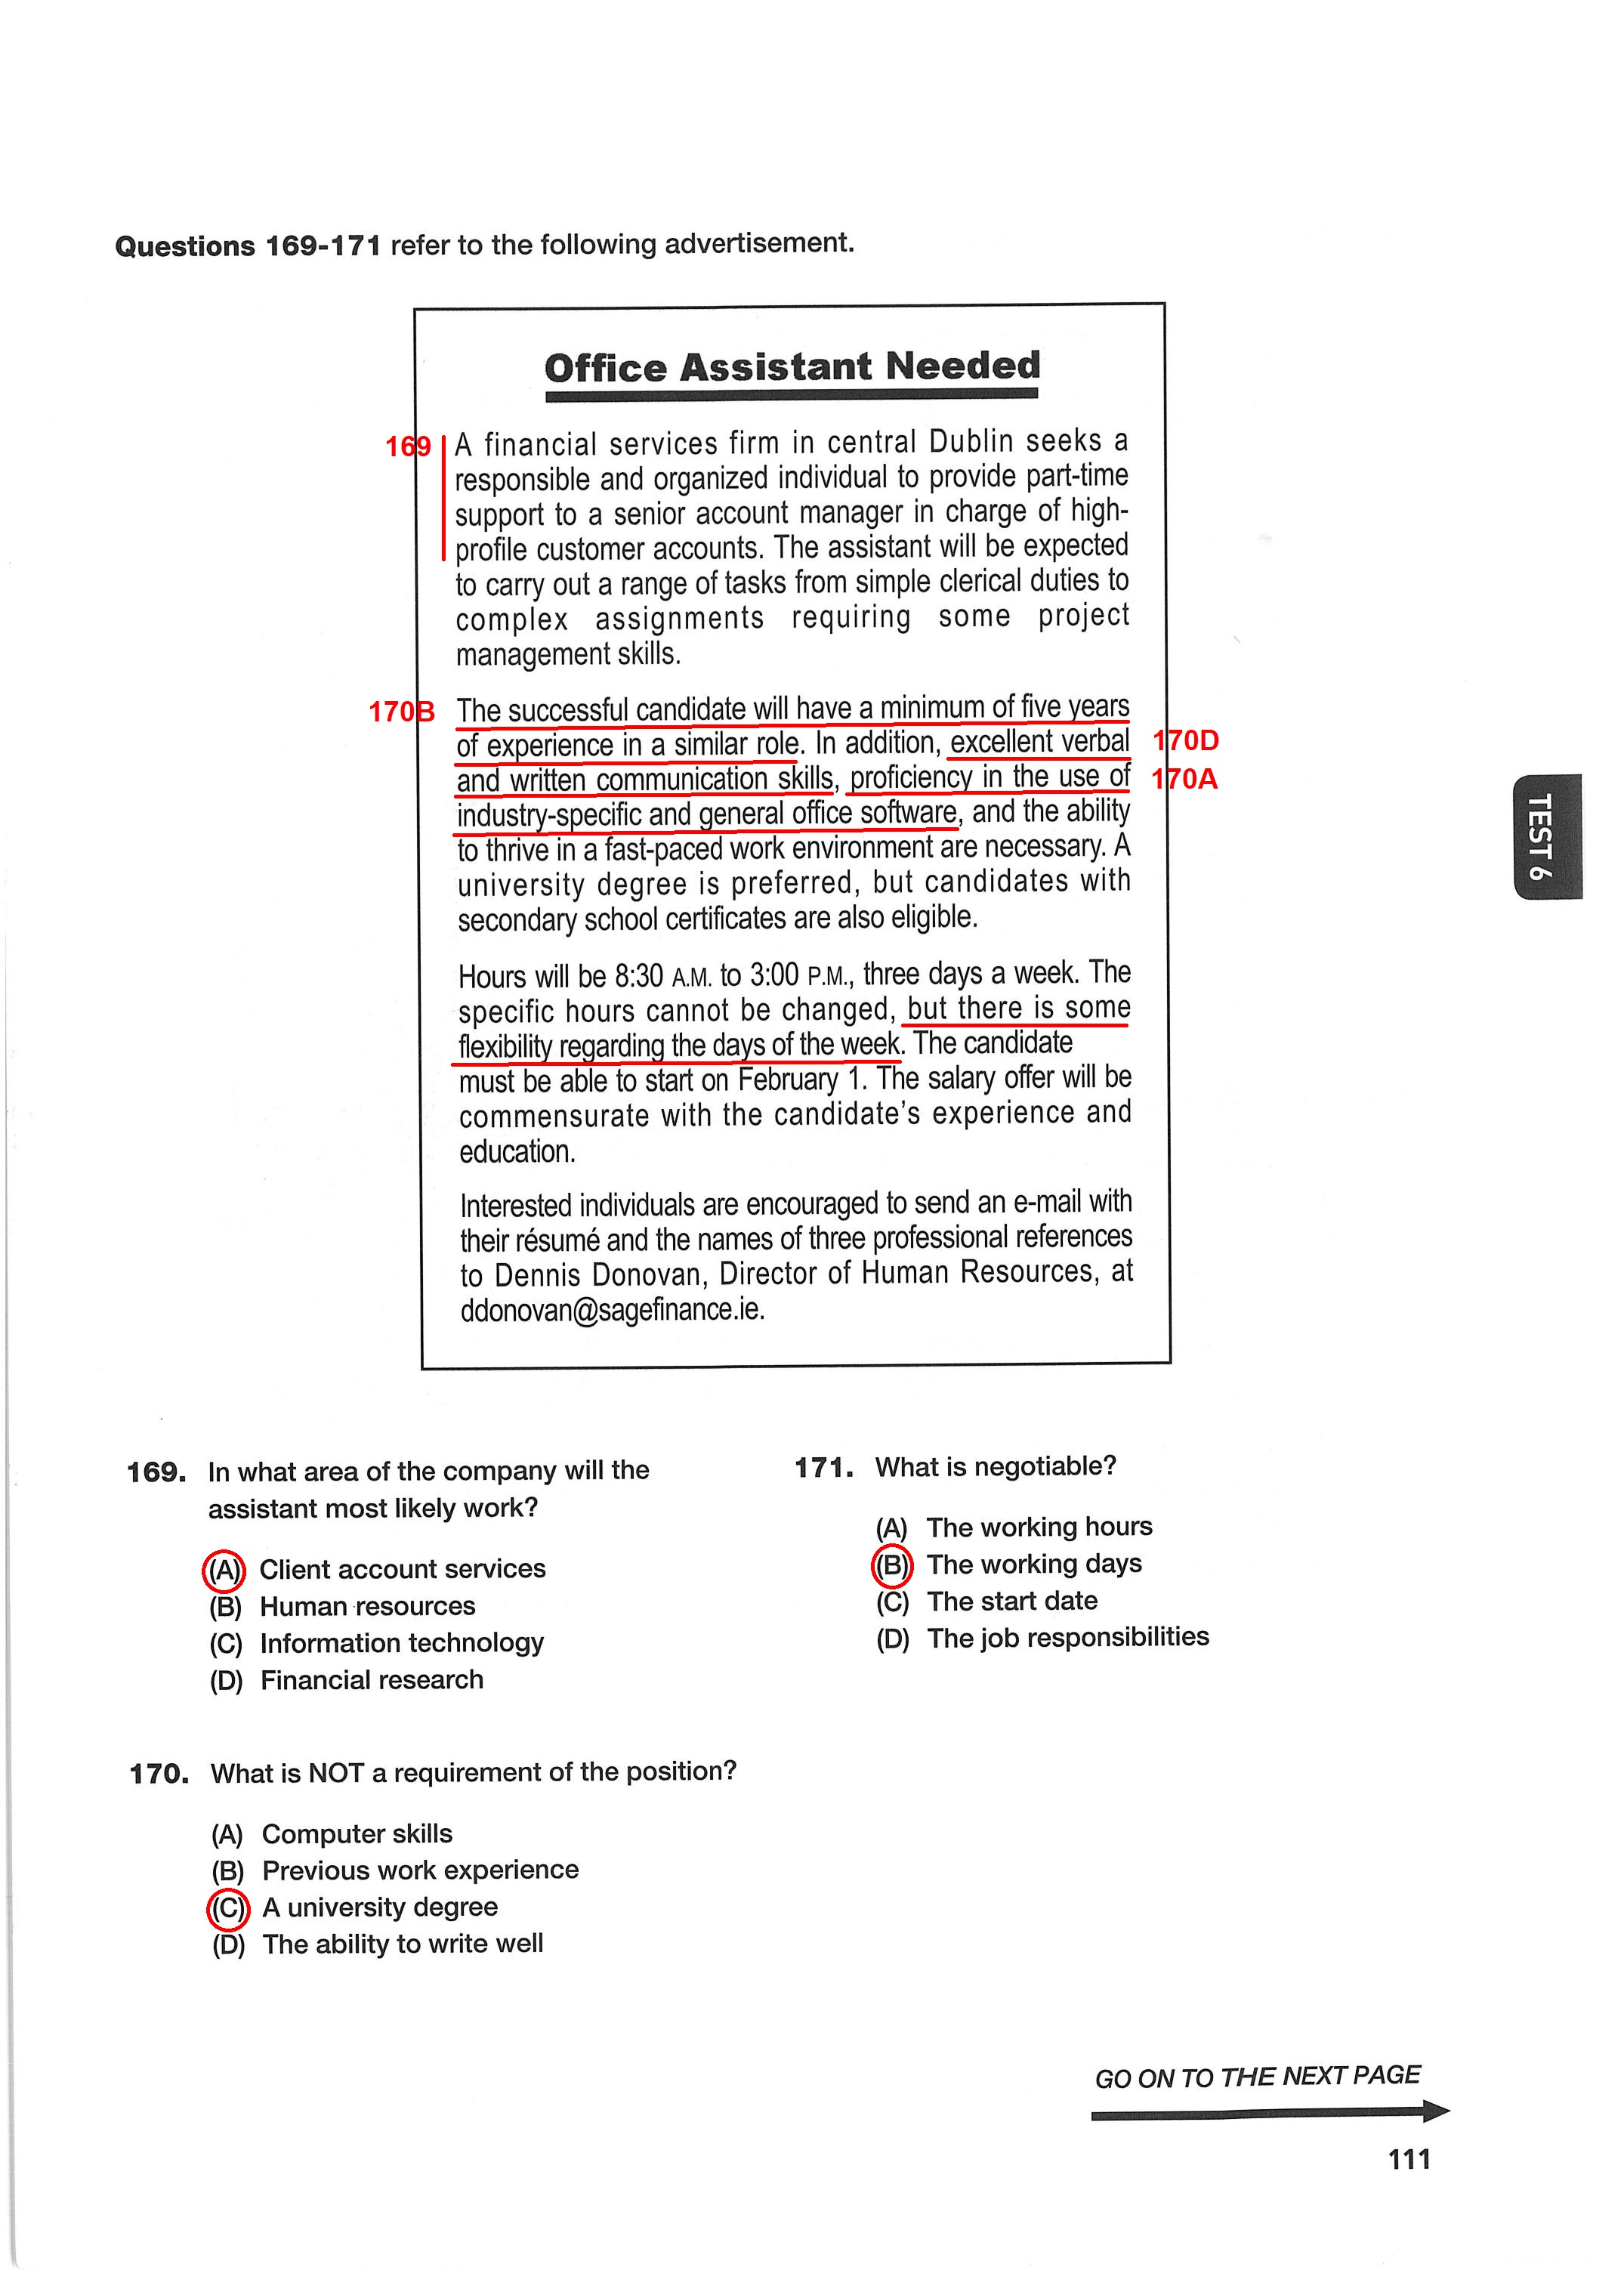 Questions 169-171 refer to the following advertisement.
Office Assistant Needed
169
A financial services firm in central Dublin seeks a
responsible and organized individual to provide part-time
support to a senior account manager in charge of high-
profile customer accounts. The assistant will be expected
to carry out a range of tasks from simple clerical duties to
complex assignments requiring some project
management skills.
170B
The successful candidate will have a minimum of five years
of experience in a similar role. In addition, excellent verbal
170D
and written communication skills, proficiency in the use of
170A
industry-specific and general office software, and the ability
to thrive in a fast-paced work environment are necessary. A
university degree is preferred, but candidates with
secondary school certificates are also eligible.
Hours will be 8:30 A.M. to 3:00 P.M., three days a week. The
specific hours cannot be changed, but there is some
flexibility regarding the days of the week. The candidate
must be able to start on February 1. The salary offer will be
commensurate with the candidate's experience and
education.
Interested individuals are encouraged to send an e-mail with
their résumé and the names of three professional references
to Dennis Donovan, Director of Human Resources, at
ddonovan@sagefinance.ie.
TEST 6
169. In what area of the company will the
assistant most likely work?
(A) Client account services
(B) Human resources
(C) Information technology
(D) Financial research
170. What is NOT a requirement of the position?
(A) Computer skills
(B) Previous work experience
(C) A university degree
(D) The ability to write well
171. What is negotiable?
(A) The working hours
(B) The working days
(C) The start date
(D) The job responsibilities
GO ON TO THE NEXT PAGE
111